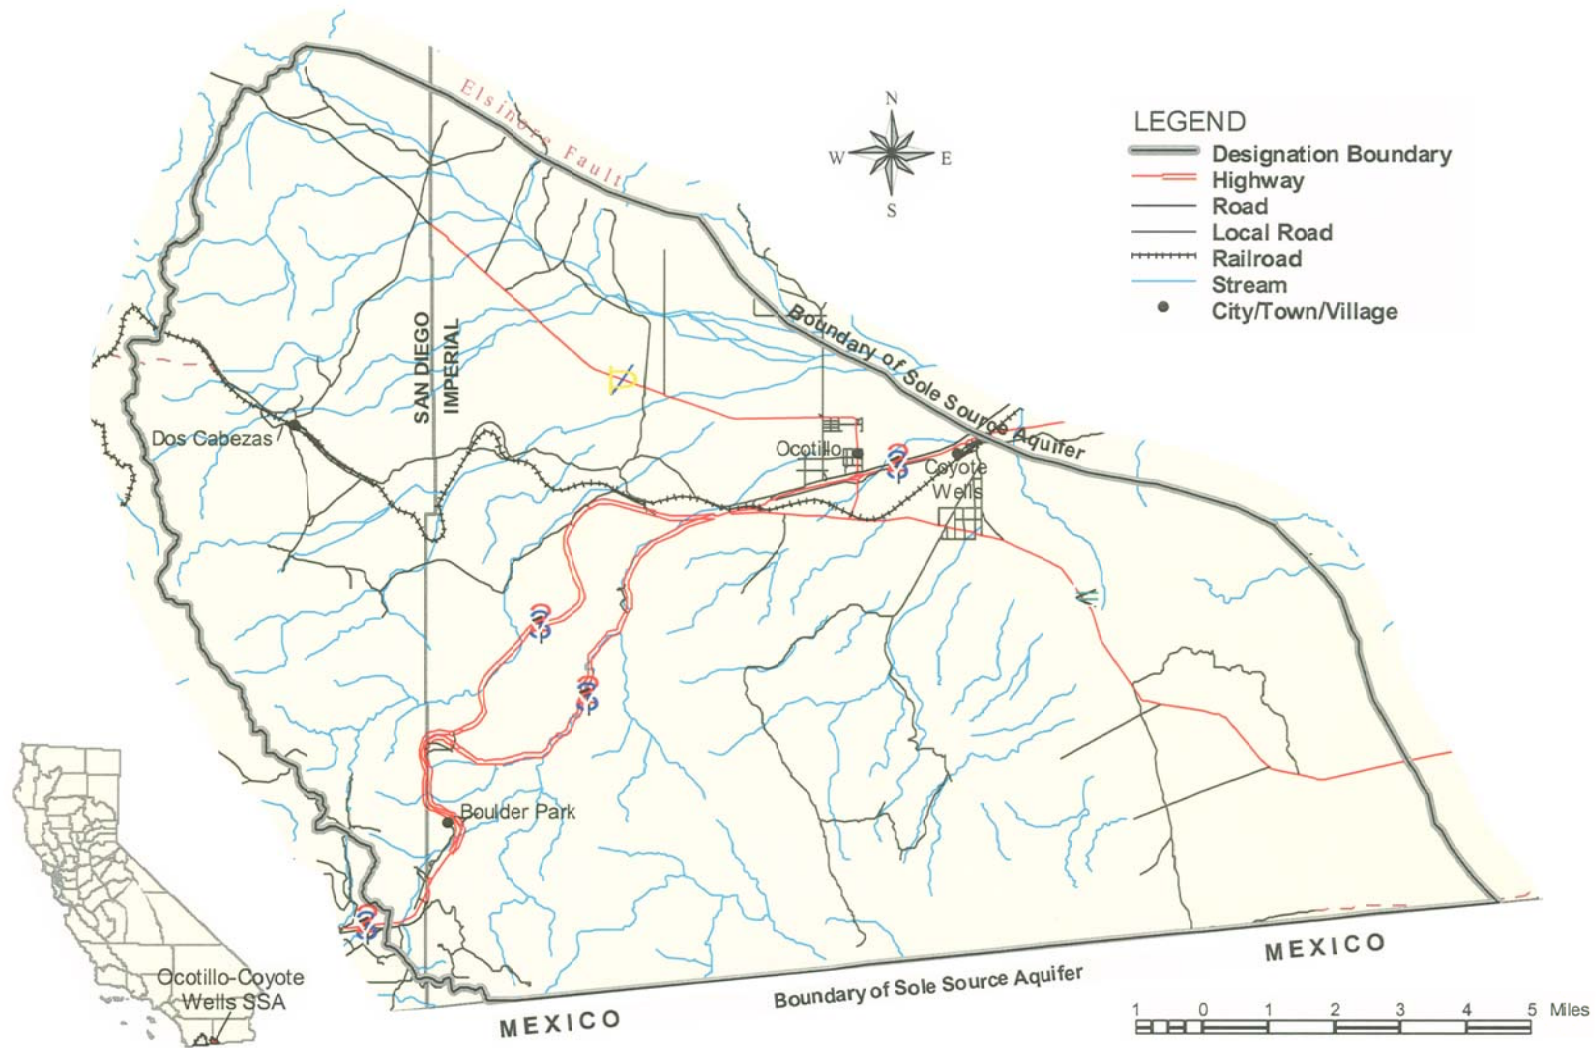 N
W E
S
LEGEND
Designation Boundary
Highway
Road
Local Road
Railroad
Stream
City/Town/Village
Elsinore Fault
Boundary of Sole Source Aquifer
SAN DIEGO
IMPERIAL
Dos Cabezas
Ocotillo
Coyote
Wells
Boulder Park
Ocotillo-Coyote
Wells SSA
MEXICO
Boundary of Sole Source Aquifer
MEXICO
1 0 1 2 3 4 5 Miles